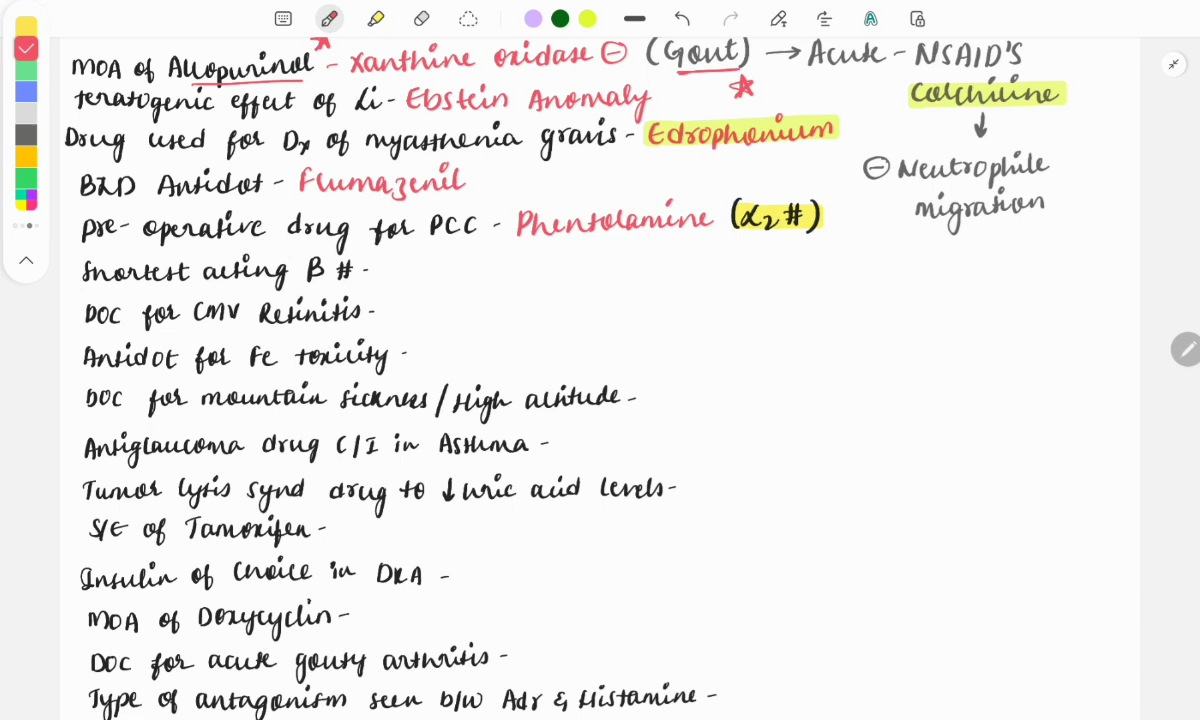 MOA of Allopurinol - Xanthine oxidase ⊖ (Gout) → Acute - NSAID'S
Colchicine
↓
⊖ Neutrophile
migration
teratogenic effect of Li - Ebstein Anomaly
Drug used for Dx of myasthenia gravis - Edrophonium
BZD Antidot - Flumazenil
pre-operative drug for PCC - Phentolamine (α2 #)
Shortest acting β # -
DOC for CMV Retinitis -
Antidot for Fe toxicity -
DOC for mountain sickness / High altitude -
Antiglaucoma drug C/I in Asthma -
Tumor lysis synd drug to ↓ uric acid levels -
S/E of Tamoxifen -
Insulin of choice in DKA -
MOA of Doxycyclin -
DOC for acute gouty arthritis -
Type of antagonism seen b/w Adr & Histamine -